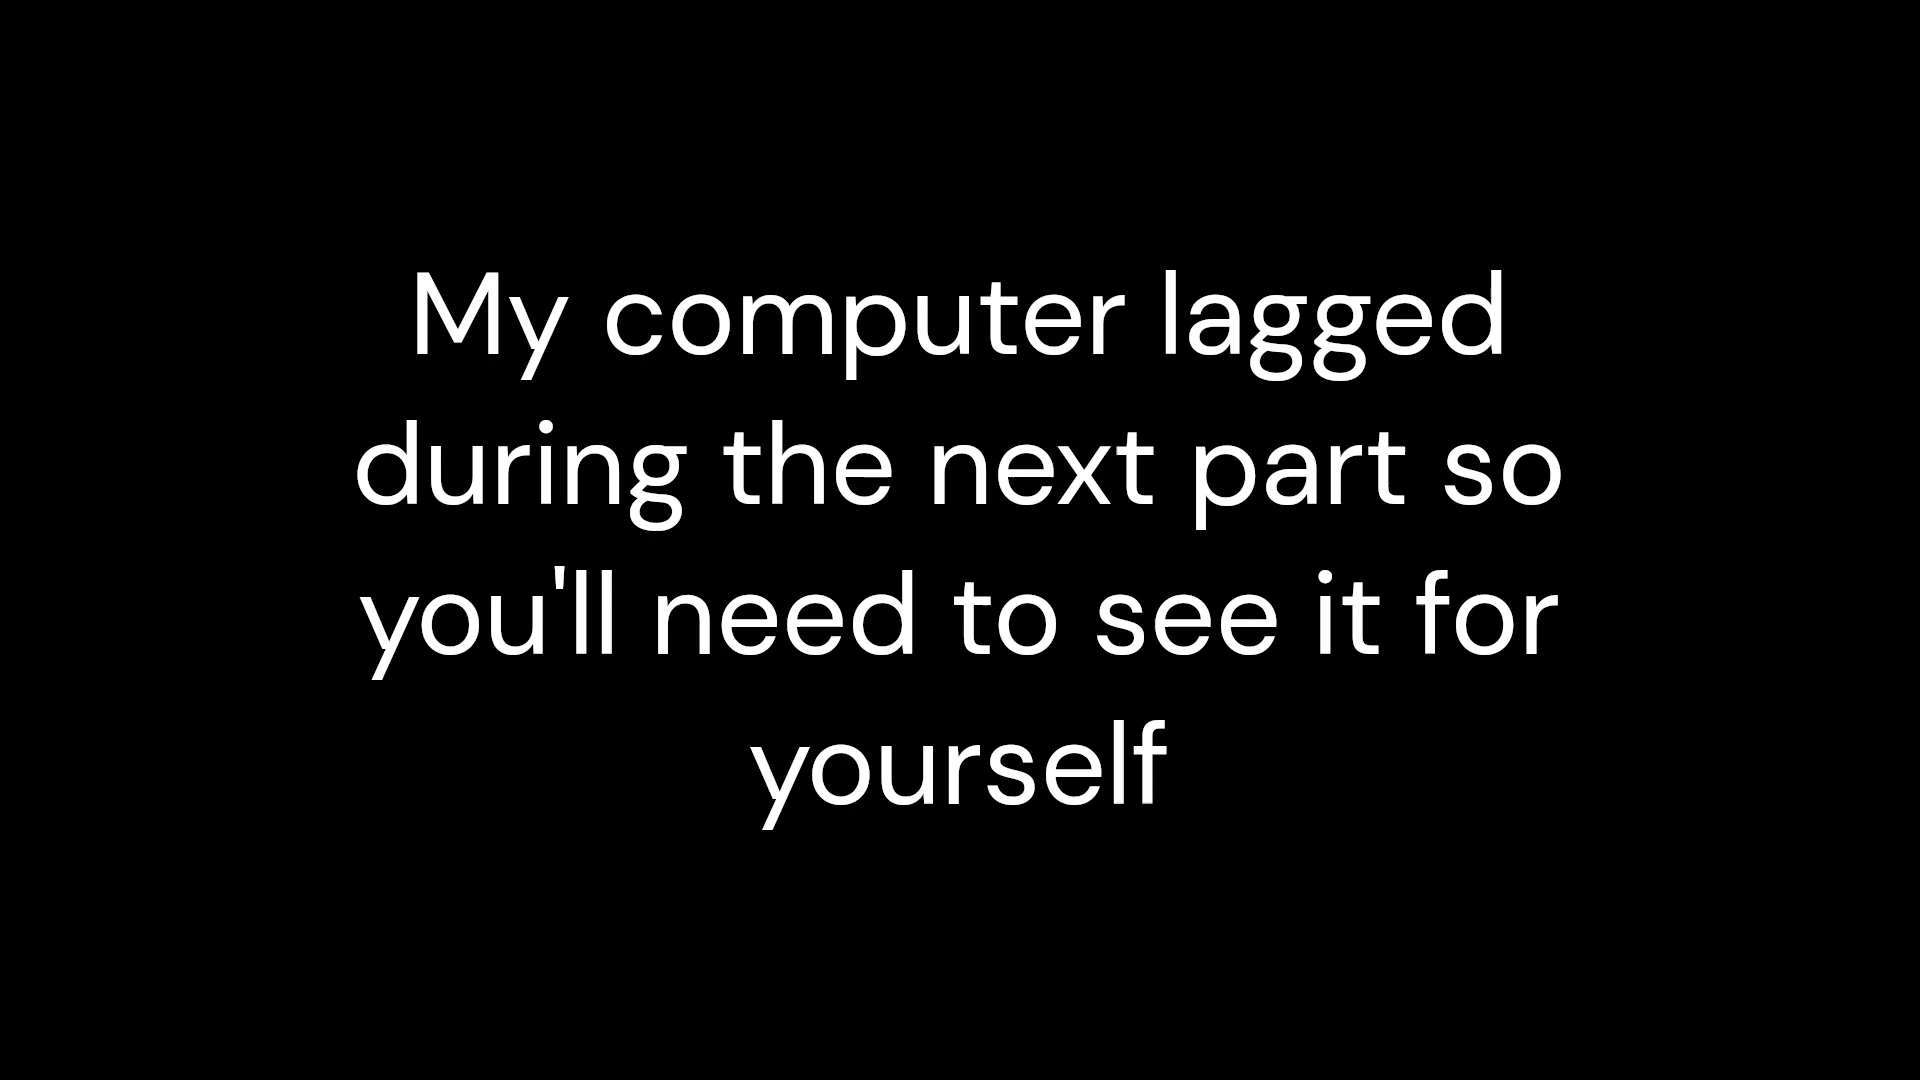 My computer lagged
during the next part so
you'll need to see it for
yourself